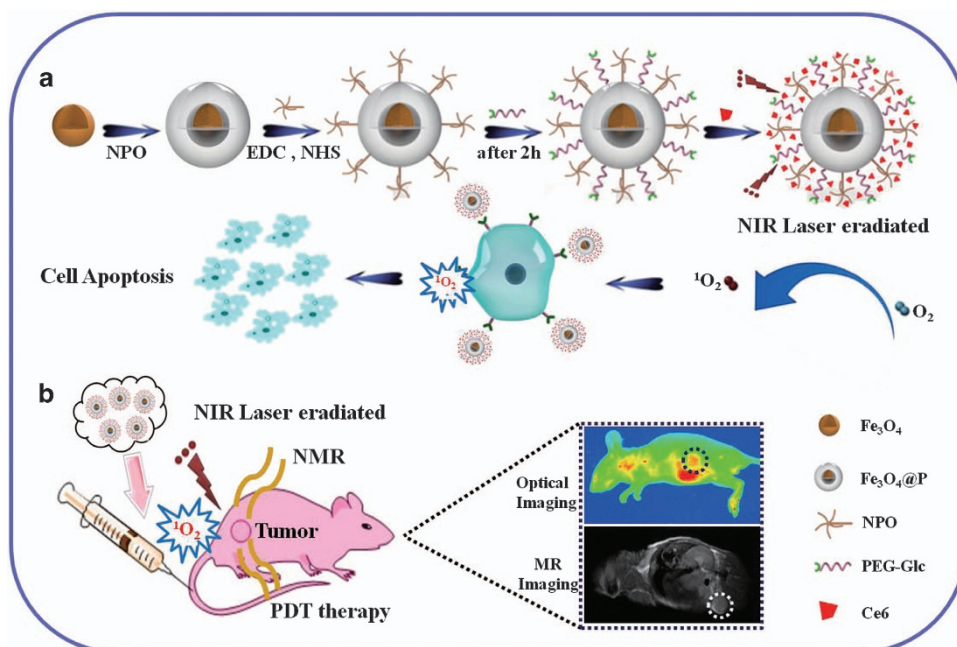 a
NPO
EDC , NHS
after 2h
NIR Laser eradiated
Cell Apoptosis
¹O₂
¹O₂
O₂
b
NIR Laser eradiated
NMR
¹O₂
Tumor
PDT therapy
Optical
Imaging
MR
Imaging
Fe₃O₄
Fe₃O₄@P
NPO
PEG-Glc
Ce6